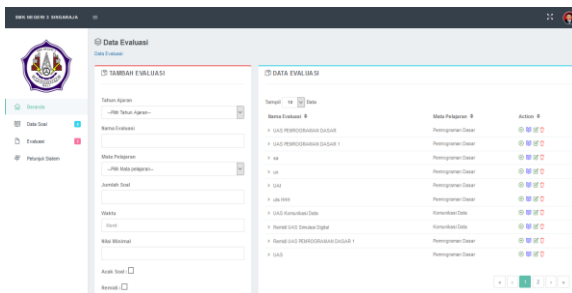 SMK NEGERI 3 SINGARAJA
Data Evaluasi
Data Evaluasi
Beranda
Data Soal
Evaluasi
Petunjuk Sistem
TAMBAH EVALUASI
Tahun Ajaran
--Pilih Tahun Ajaran--
Nama Evaluasi
Mata Pelajaran
--Pilih Mata pelajaran--
Jumlah Soal
Waktu
Menit
Nilai Minimal
Acak Soal :
Remidi :
DATA EVALUASI
Tampil 10 Data
Nama Evaluasi Mata Pelajaran Action
UAS PEMROGRAMAN DASAR Pemrograman Dasar
UAS PEMROGRAMAN DASAR 1 Pemrograman Dasar
Pemrograman Dasar
Pemrograman Dasar
UAS Pemrograman Dasar
Pemrograman Dasar
UAS Komunikasi Data Komunikasi Data
Remidi UAS Simulasi Digital Pemrograman Dasar
Remidi UAS PEMROGRAMAN DASAR 1 Pemrograman Dasar
UAS Pemrograman Dasar
« ‹ 1 2 › »